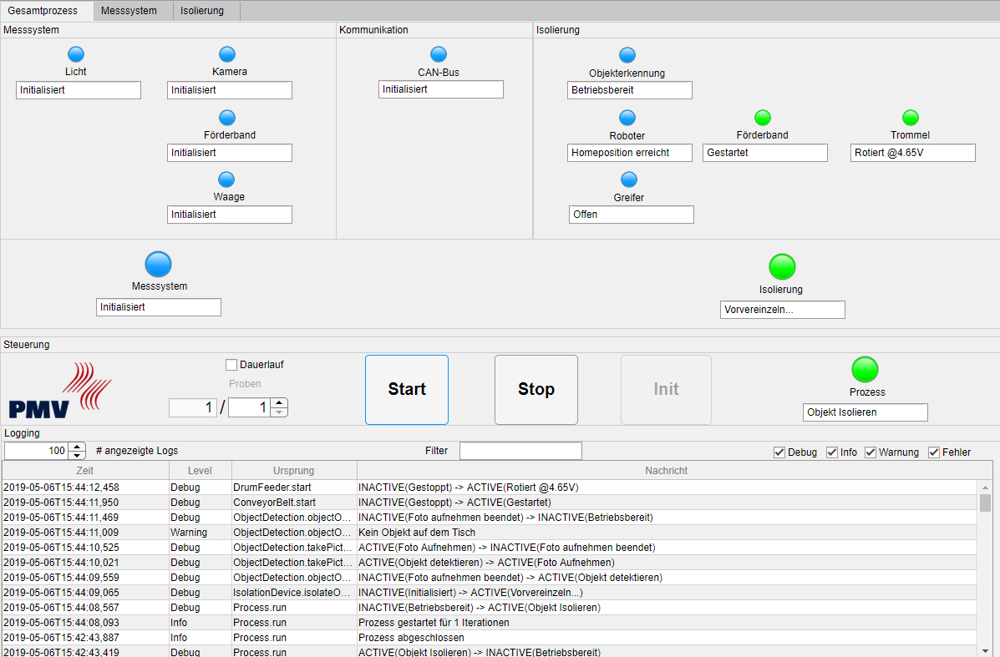 Gesamtprozess Messsystem Isolierung
Messsystem Kommunikation Isolierung
Licht Kamera CAN-Bus Objekterkennung
Initialisiert Initialisiert Initialisiert Betriebsbereit
Förderband Roboter Förderband Trommel
Initialisiert Homeposition erreicht Gestartet Rotiert @4.65V
Waage Greifer
Initialisiert Offen
Messsystem Isolierung
Initialisiert Vorvereinzeln...
Steuerung
PMV
Dauerlauf
Proben
1 / 1
Start Stop Init
Prozess
Objekt Isolieren
Logging
100 # angezeigte Logs Filter Debug Info Warnung Fehler
Zeit Level Ursprung Nachricht
2019-05-06T15:44:12,458 Debug DrumFeeder.start INACTIVE(Gestoppt) -> ACTIVE(Rotiert @4.65V)
2019-05-06T15:44:11,950 Debug ConveyorBelt.start INACTIVE(Gestoppt) -> ACTIVE(Gestartet)
2019-05-06T15:44:11,469 Debug ObjectDetection.objectO... INACTIVE(Foto aufnehmen beendet) -> INACTIVE(Betriebsbereit)
2019-05-06T15:44:11,009 Warning ObjectDetection.objectO... Kein Objekt auf dem Tisch
2019-05-06T15:44:10,525 Debug ObjectDetection.takePict... ACTIVE(Foto Aufnehmen) -> INACTIVE(Foto aufnehmen beendet)
2019-05-06T15:44:10,021 Debug ObjectDetection.takePict... ACTIVE(Objekt detektieren) -> ACTIVE(Foto Aufnehmen)
2019-05-06T15:44:09,559 Debug ObjectDetection.objectO... INACTIVE(Foto aufnehmen beendet) -> ACTIVE(Objekt detektieren)
2019-05-06T15:44:09,065 Debug IsolationDevice.isolateO... INACTIVE(Initialisiert) -> ACTIVE(Vorvereinzeln...)
2019-05-06T15:44:08,567 Debug Process.run INACTIVE(Betriebsbereit) -> ACTIVE(Objekt Isolieren)
2019-05-06T15:44:08,093 Info Process.run Prozess gestartet für 1 Iterationen
2019-05-06T15:42:43,887 Info Process.run Prozess abgeschlossen
2019-05-06T15:42:43,419 Debug Process.run ACTIVE(Objekt Isolieren) -> INACTIVE(Betriebsbereit)